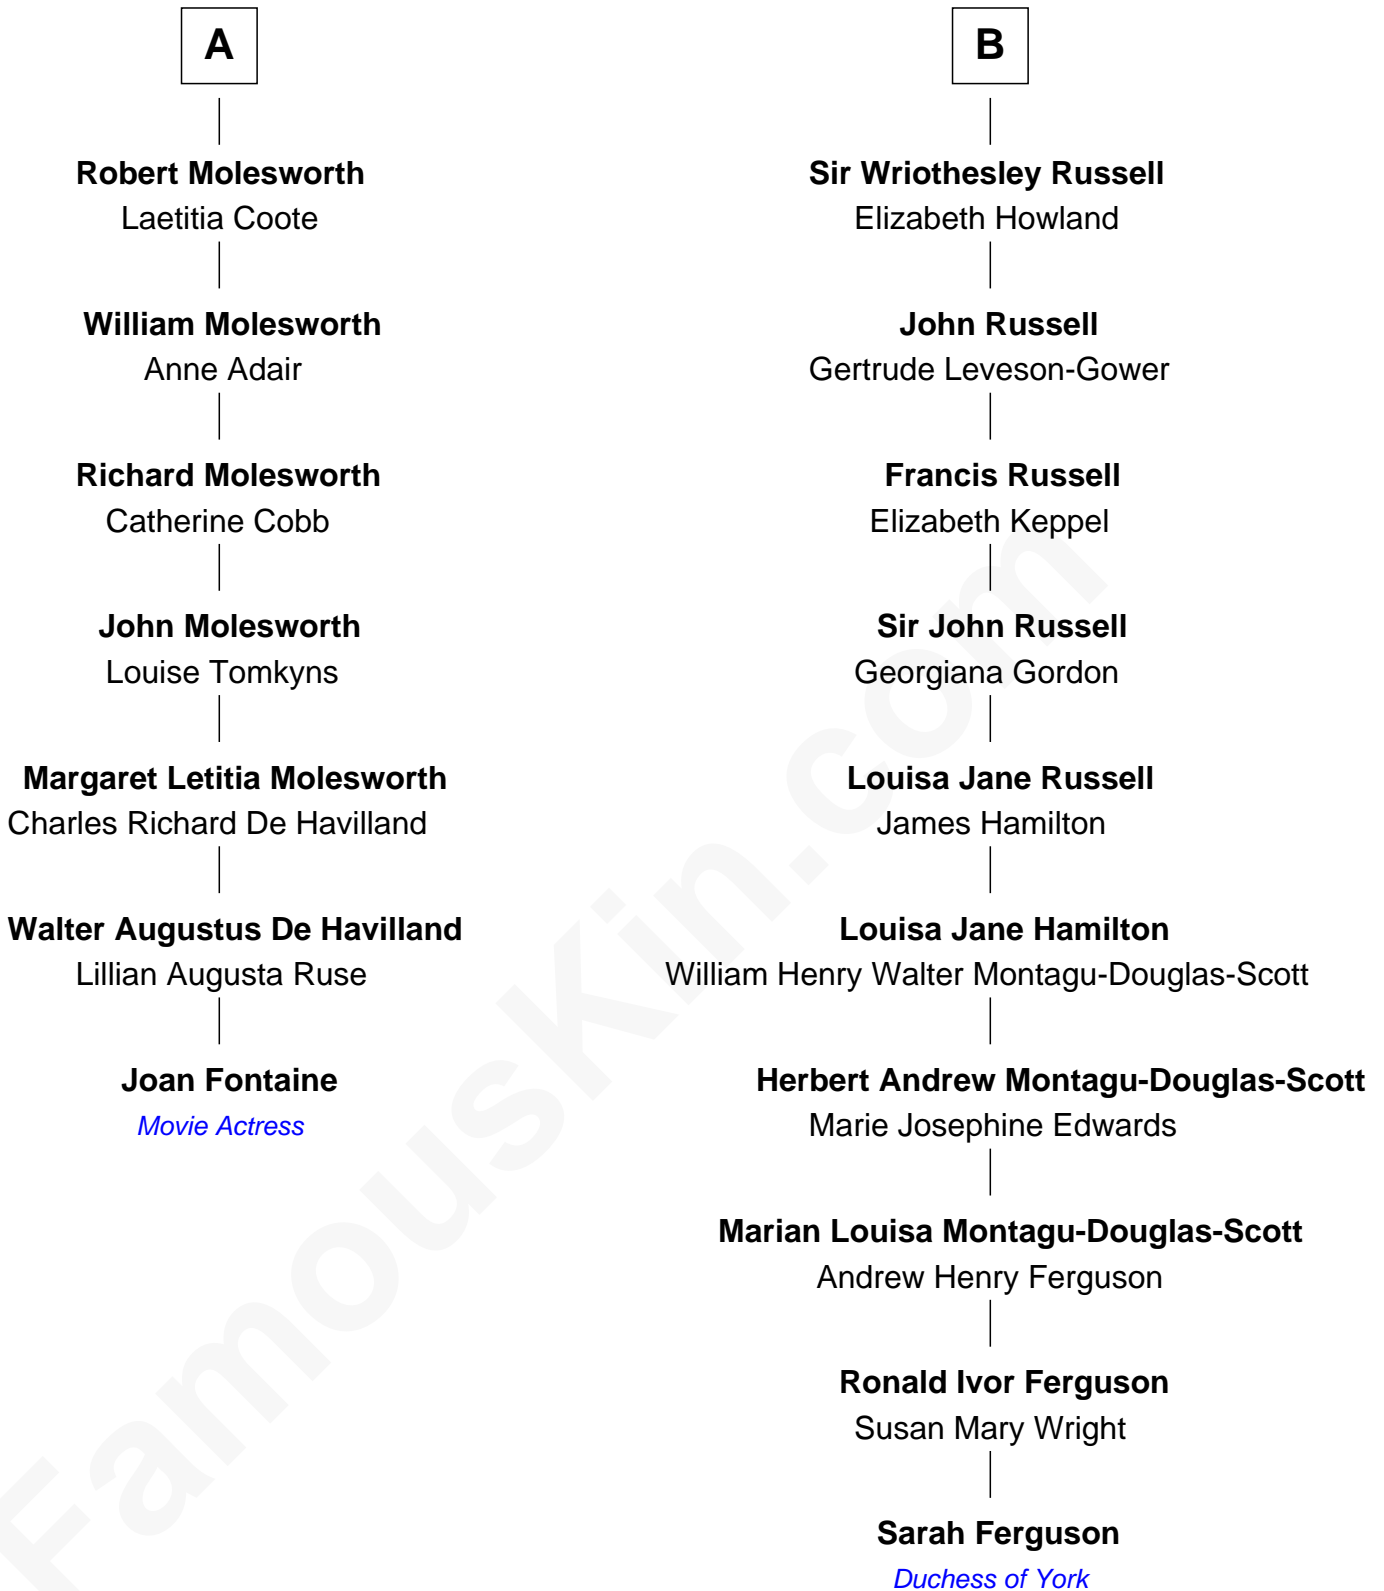 A
Robert Molesworth
Laetitia Coote
William Molesworth
Anne Adair
Richard Molesworth
Catherine Cobb
John Molesworth
Louise Tomkyns
Margaret Letitia Molesworth
Charles Richard De Havilland
Walter Augustus De Havilland
Lillian Augusta Ruse
Joan Fontaine
Movie Actress
B
Sir Wriothesley Russell
Elizabeth Howland
John Russell
Gertrude Leveson-Gower
Francis Russell
Elizabeth Keppel
Sir John Russell
Georgiana Gordon
Louisa Jane Russell
James Hamilton
Louisa Jane Hamilton
William Henry Walter Montagu-Douglas-Scott
Herbert Andrew Montagu-Douglas-Scott
Marie Josephine Edwards
Marian Louisa Montagu-Douglas-Scott
Andrew Henry Ferguson
Ronald Ivor Ferguson
Susan Mary Wright
Sarah Ferguson
Duchess of York
FamousKin.com